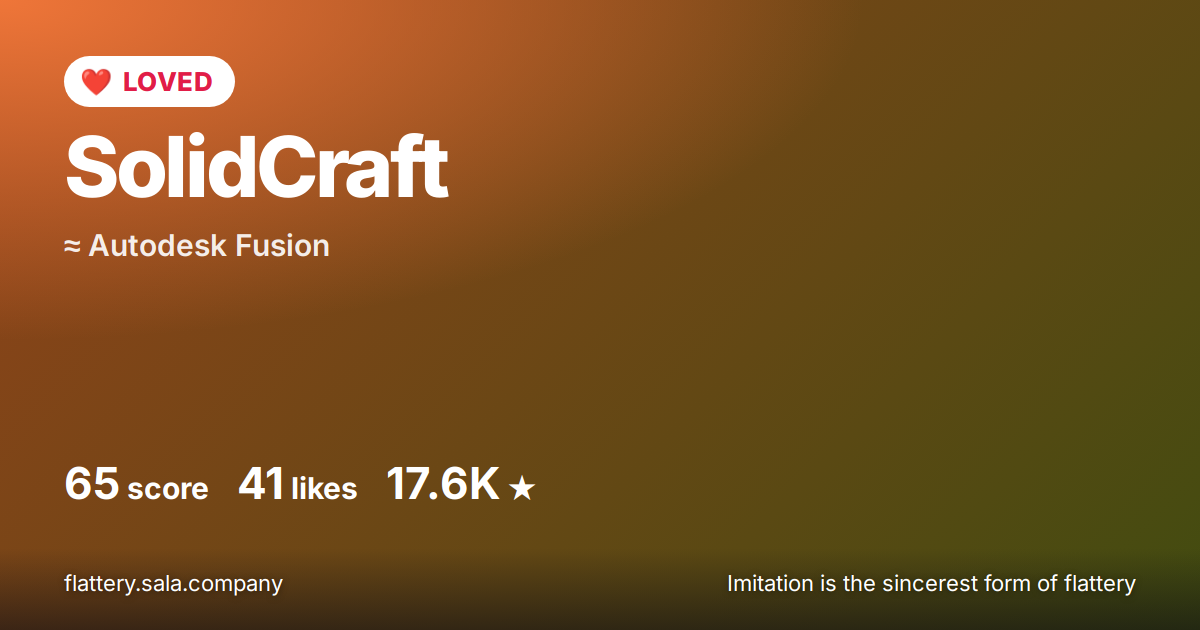 ❤️ LOVED
SolidCraft
≈ Autodesk Fusion
65 score 41 likes 17.6K ★
flattery.sala.company
Imitation is the sincerest form of flattery